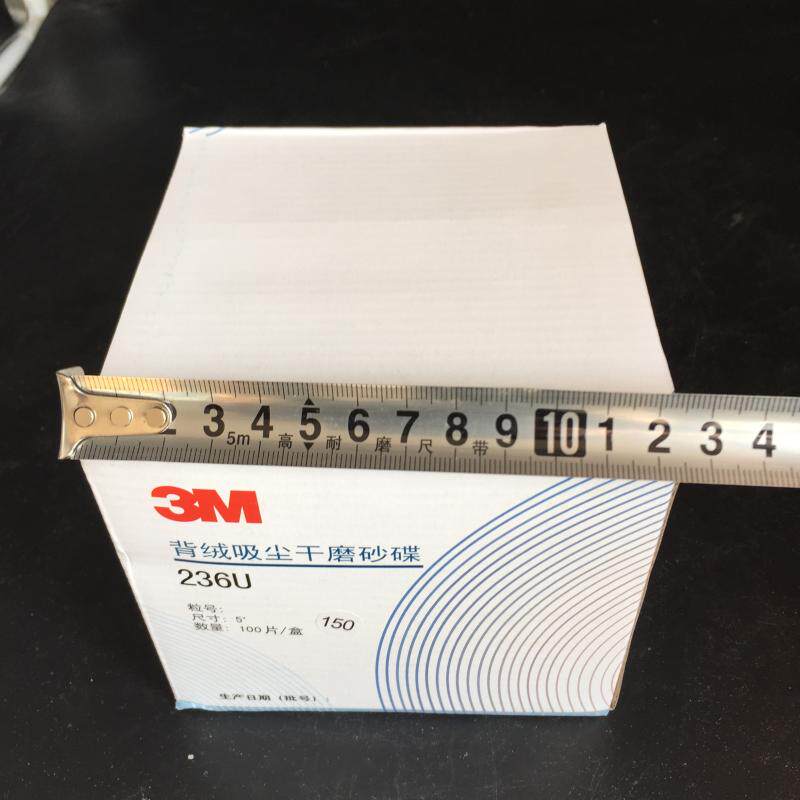 2 3 4 5 6 7 8 9 10 1 2 3 4
5m 高 耐 磨 尺 带
3M
背绒吸尘干磨砂碟
236U
粒号:
尺寸: 5"
150
数量: 100片/盒
生产日期(批号):